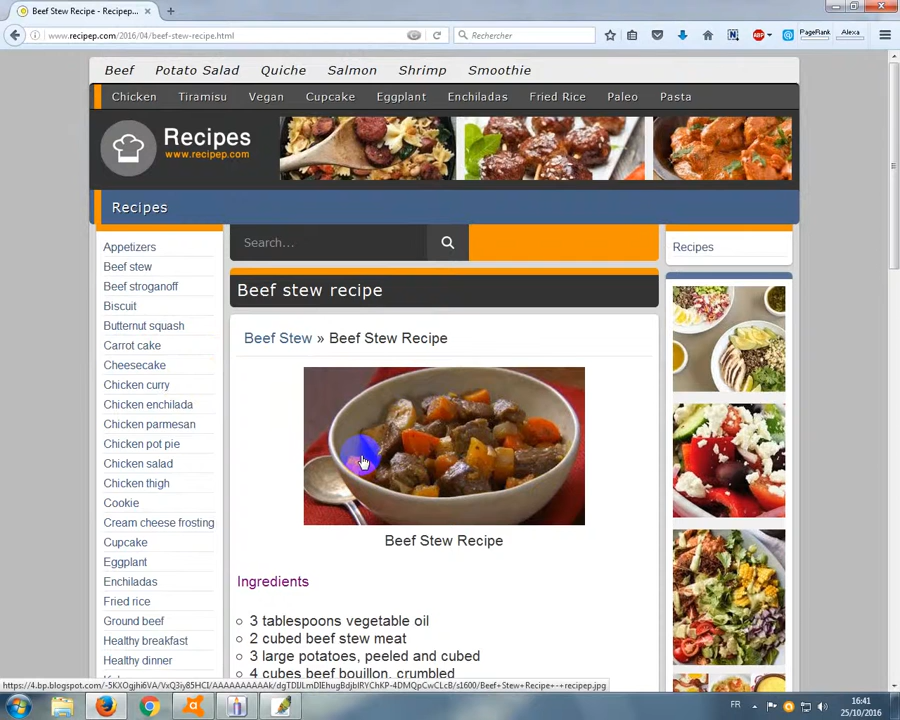 Beef Stew Recipe - Recipep...
www.recipep.com/2016/04/beef-stew-recipe.html
Rechercher
ABP
PageRank
Alexa
Beef Potato Salad Quiche Salmon Shrimp Smoothie
Chicken Tiramisu Vegan Cupcake Eggplant Enchiladas Fried Rice Paleo Pasta
Recipes
www.recipep.com
Recipes
Search...
Recipes
Appetizers
Beef stew
Beef stroganoff
Biscuit
Butternut squash
Carrot cake
Cheesecake
Chicken curry
Chicken enchilada
Chicken parmesan
Chicken pot pie
Chicken salad
Chicken thigh
Cookie
Cream cheese frosting
Cupcake
Eggplant
Enchiladas
Fried rice
Ground beef
Healthy breakfast
Healthy dinner
Beef stew recipe
Beef Stew » Beef Stew Recipe
Beef Stew Recipe
Ingredients
3 tablespoons vegetable oil
2 cubed beef stew meat
3 large potatoes, peeled and cubed
4 cubes beef bouillon, crumbled
FR
16:41
25/10/2016